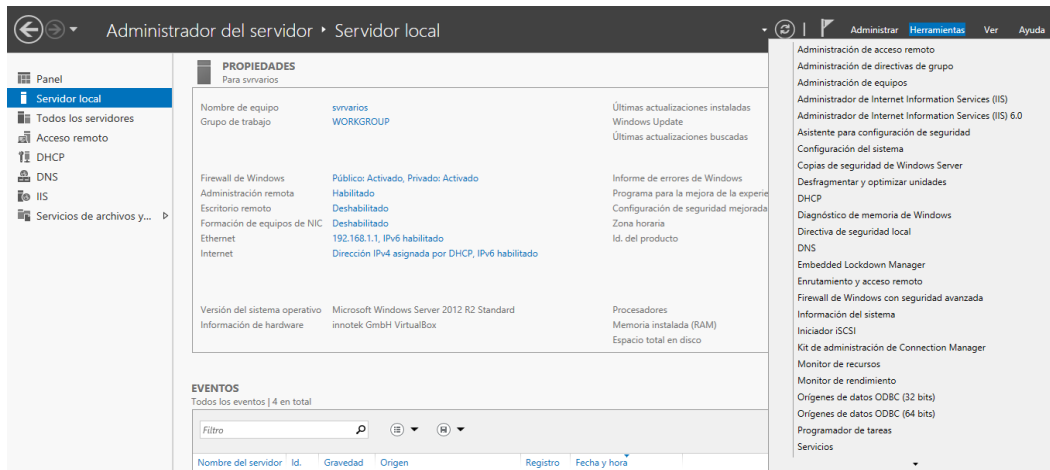 Administrador del servidor ‣ Servidor local
Administrar Herramientas Ver Ayuda
Panel
Servidor local
Todos los servidores
Acceso remoto
DHCP
DNS
IIS
Servicios de archivos y...
PROPIEDADES
Para svrvarios
Nombre de equipo svrvarios
Grupo de trabajo WORKGROUP
Últimas actualizaciones instaladas
Windows Update
Últimas actualizaciones buscadas
Firewall de Windows Público: Activado, Privado: Activado
Administración remota Habilitado
Escritorio remoto Deshabilitado
Formación de equipos de NIC Deshabilitado
Ethernet 192.168.1.1, IPv6 habilitado
Internet Dirección IPv4 asignada por DHCP, IPv6 habilitado
Informe de errores de Windows
Programa para la mejora de la experie
Configuración de seguridad mejorada
Zona horaria
Id. del producto
Versión del sistema operativo Microsoft Windows Server 2012 R2 Standard
Información de hardware innotek GmbH VirtualBox
Procesadores
Memoria instalada (RAM)
Espacio total en disco
EVENTOS
Todos los eventos | 4 en total
Filtro
Nombre del servidor Id. Gravedad Origen Registro Fecha y hora
Administración de acceso remoto
Administración de directivas de grupo
Administración de equipos
Administrador de Internet Information Services (IIS)
Administrador de Internet Information Services (IIS) 6.0
Asistente para configuración de seguridad
Configuración del sistema
Copias de seguridad de Windows Server
Desfragmentar y optimizar unidades
DHCP
Diagnóstico de memoria de Windows
Directiva de seguridad local
DNS
Embedded Lockdown Manager
Enrutamiento y acceso remoto
Firewall de Windows con seguridad avanzada
Información del sistema
Iniciador iSCSI
Kit de administración de Connection Manager
Monitor de recursos
Monitor de rendimiento
Orígenes de datos ODBC (32 bits)
Orígenes de datos ODBC (64 bits)
Programador de tareas
Servicios